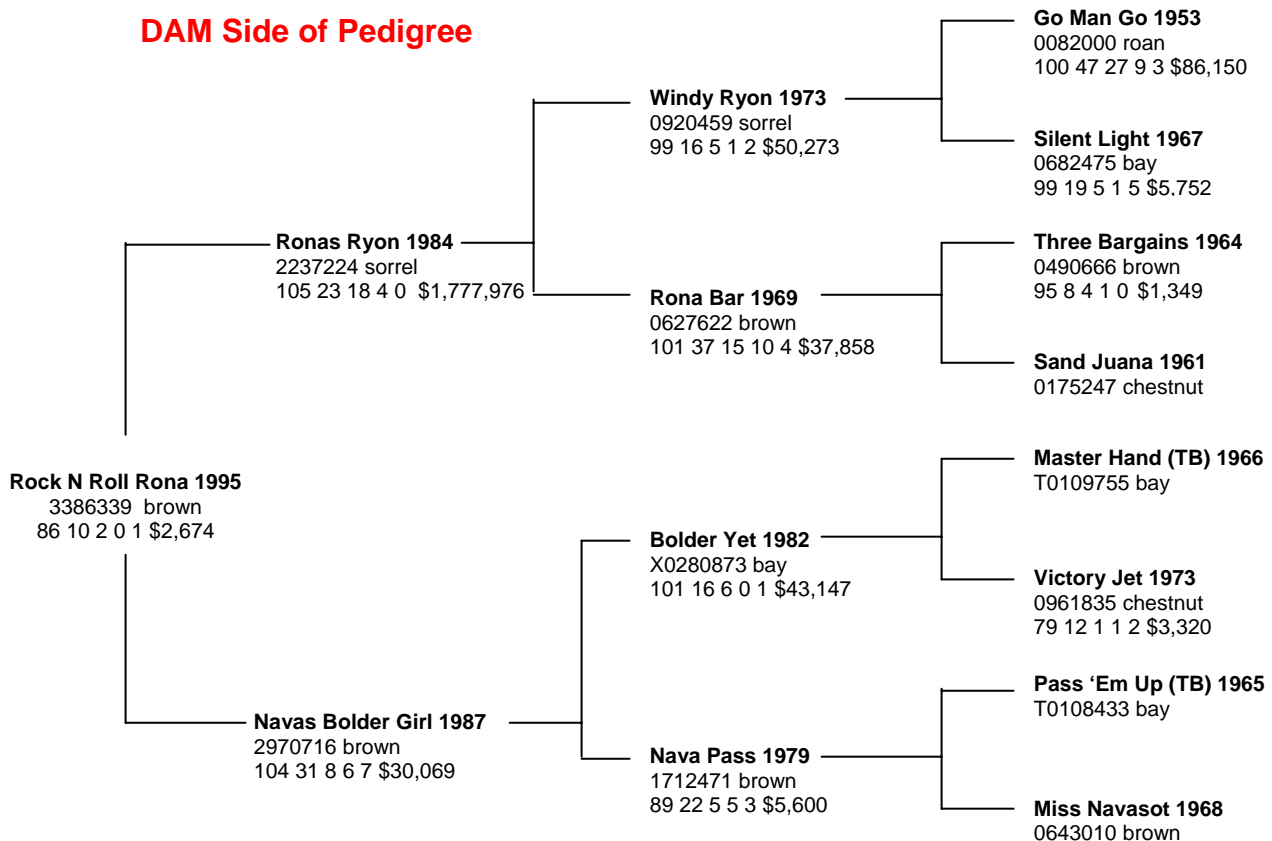 DAM Side of Pedigree
Go Man Go 1953
0082000 roan
100 47 27 9 3 $86,150
Windy Ryon 1973
0920459 sorrel
99 16 5 1 2 $50,273
Silent Light 1967
0682475 bay
99 19 5 1 5 $5,752
Ronas Ryon 1984
2237224 sorrel
105 23 18 4 0 $1,777,976
Three Bargains 1964
0490666 brown
95 8 4 1 0 $1,349
Rona Bar 1969
0627622 brown
101 37 15 10 4 $37,858
Sand Juana 1961
0175247 chestnut
Rock N Roll Rona 1995
3386339 brown
86 10 2 0 1 $2,674
Master Hand (TB) 1966
T0109755 bay
Bolder Yet 1982
X0280873 bay
101 16 6 0 1 $43,147
Victory Jet 1973
0961835 chestnut
79 12 1 1 2 $3,320
Navas Bolder Girl 1987
2970716 brown
104 31 8 6 7 $30,069
Pass ‘Em Up (TB) 1965
T0108433 bay
Nava Pass 1979
1712471 brown
89 22 5 5 3 $5,600
Miss Navasot 1968
0643010 brown